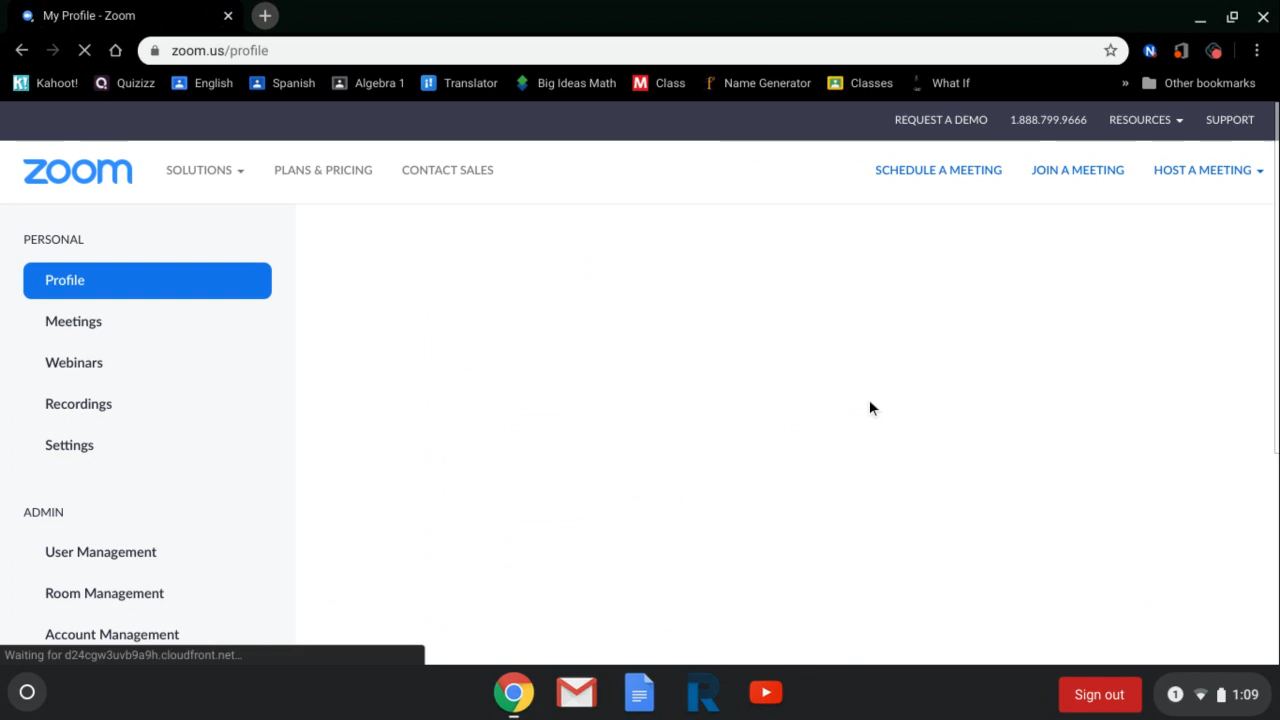 My Profile - Zoom
zoom.us/profile
Kahoot!
Quizizz
English
Spanish
Algebra 1
Translator
Big Ideas Math
Class
Name Generator
Classes
What If
»
Other bookmarks
REQUEST A DEMO
1.888.799.9666
RESOURCES
SUPPORT
zoom
SOLUTIONS
PLANS & PRICING
CONTACT SALES
SCHEDULE A MEETING
JOIN A MEETING
HOST A MEETING
PERSONAL
Profile
Meetings
Webinars
Recordings
Settings
ADMIN
User Management
Room Management
Account Management
Waiting for d24cgw3uvb9a9h.cloudfront.net...
Sign out
1
1:09